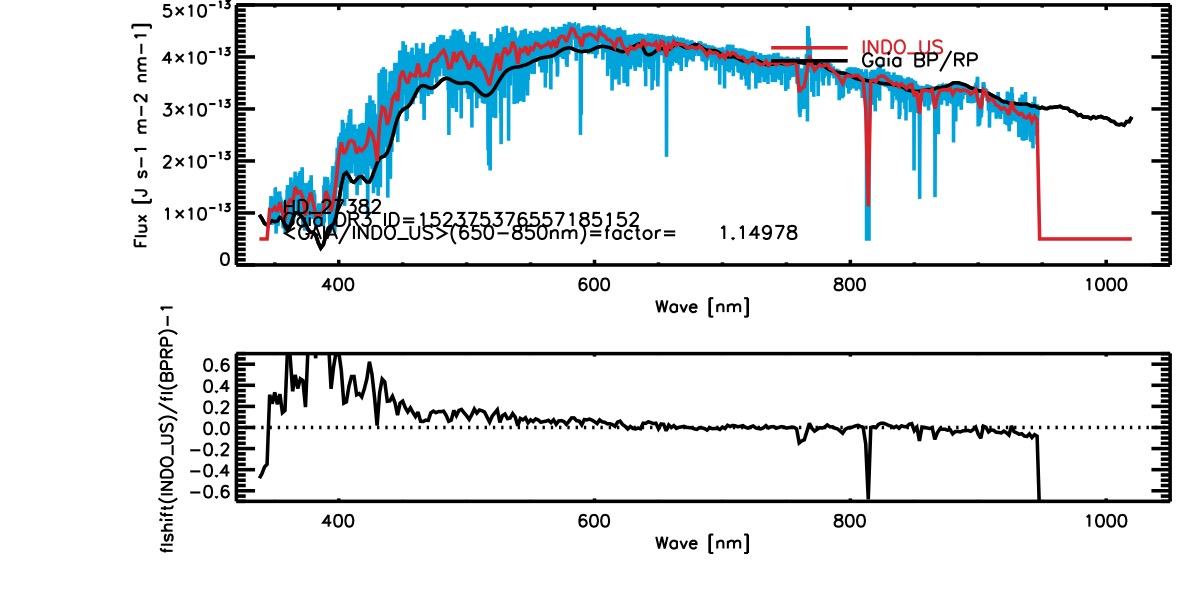 5×10−13
4×10−13
3×10−13
2×10−13
1×10−13
0
Flux [J s−1 m−2 nm−1]
INDO_US
Gaia BP/RP
HD_27382
Gaia DR3 ID=152375376557185152
<GAIA/INDO_US>(650−850nm)=factor= 1.14978
400 600 800 1000
Wave [nm]
flshift(INDO_US)/fl(BPRP)−1
0.6
0.4
0.2
0.0
−0.2
−0.4
−0.6
400 600 800 1000
Wave [nm]